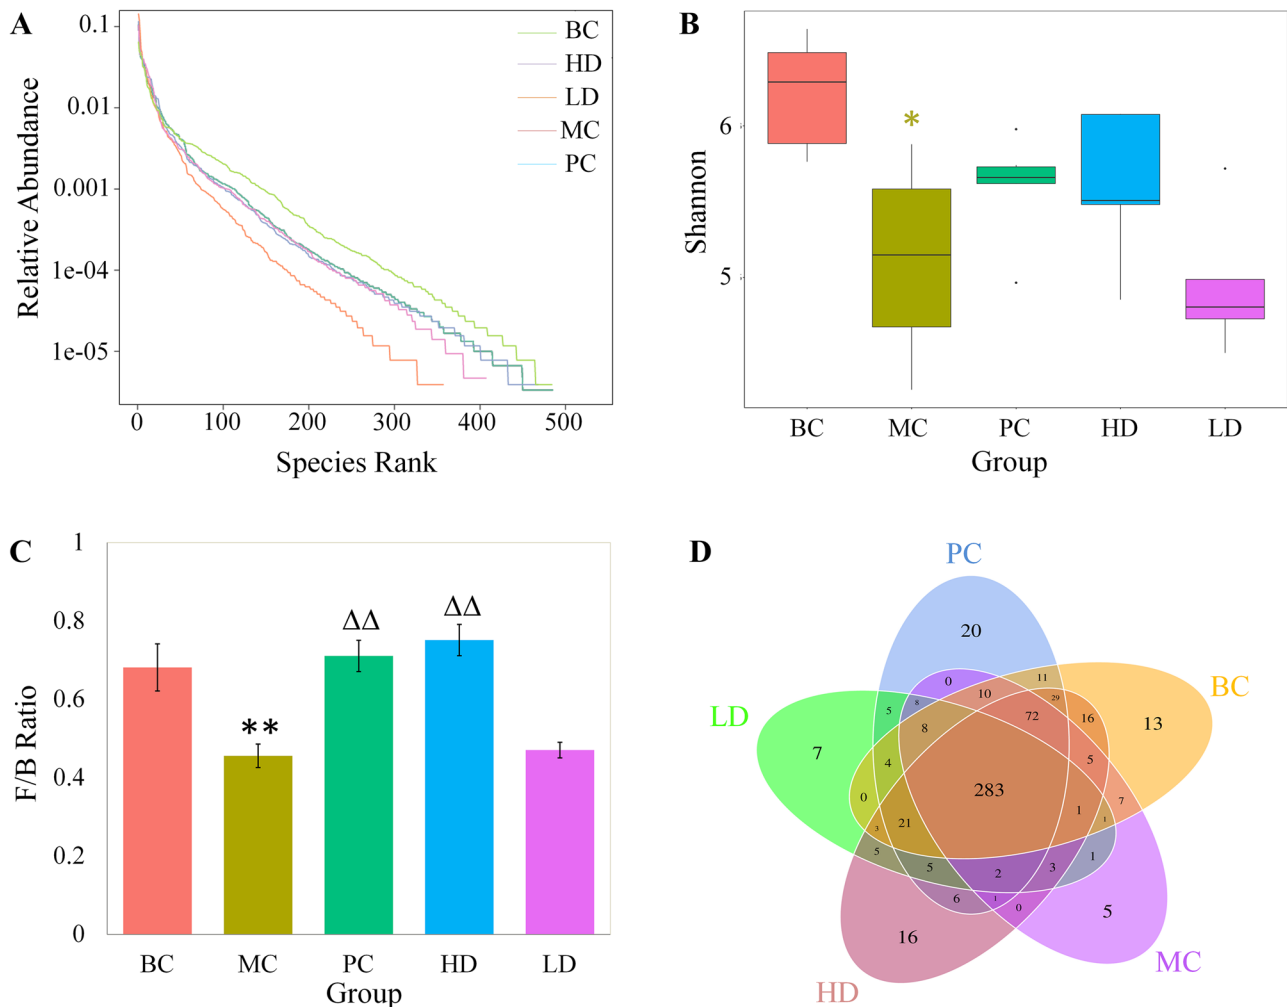 A
0.1
0.01
0.001
1e-04
1e-05
Relative Abundance
BC
HD
LD
MC
PC
0 100 200 300 400 500
Species Rank
B
6
5
Shannon
*
BC MC PC HD LD
Group
C
1
0.8
0.6
0.4
0.2
0
F/B Ratio
**
ΔΔ
ΔΔ
BC MC PC HD LD
Group
D
PC
20
BC
13
LD
7
HD
16
MC
5
0
10
11
29
16
5
8
8
72
4
5
0
283
7
1
1
3
21
5
5
2
3
1
6
1
0